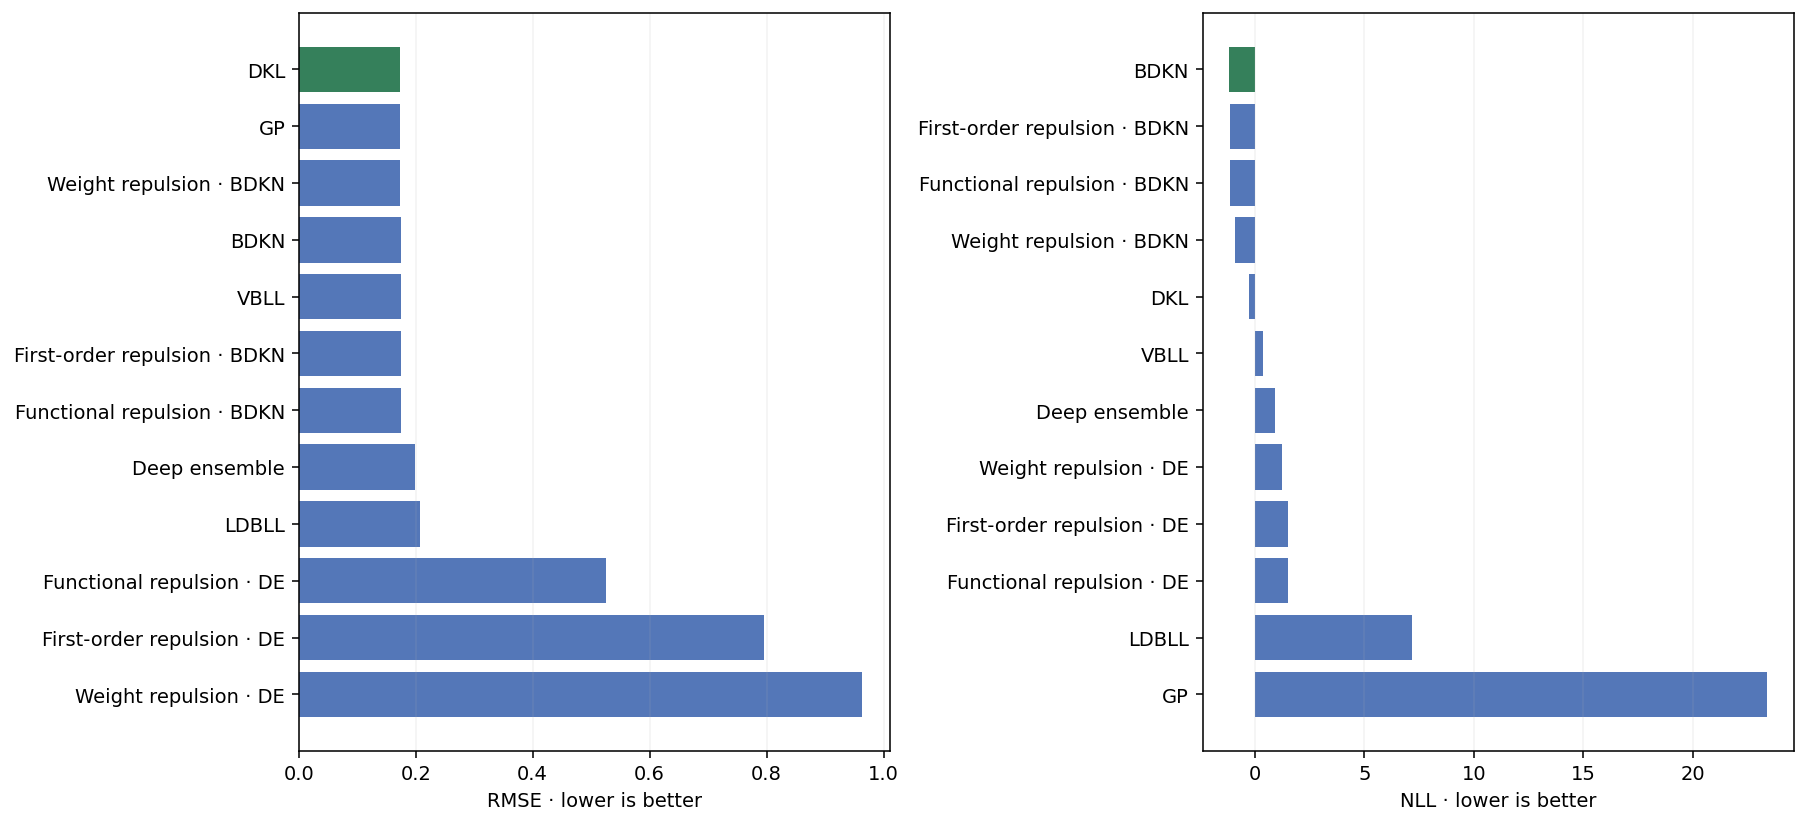 DKL
GP
Weight repulsion · BDKN
BDKN
VBLL
First-order repulsion · BDKN
Functional repulsion · BDKN
Deep ensemble
LDBLL
Functional repulsion · DE
First-order repulsion · DE
Weight repulsion · DE
0.0 0.2 0.4 0.6 0.8 1.0
RMSE · lower is better
BDKN
First-order repulsion · BDKN
Functional repulsion · BDKN
Weight repulsion · BDKN
DKL
VBLL
Deep ensemble
Weight repulsion · DE
First-order repulsion · DE
Functional repulsion · DE
LDBLL
GP
0 5 10 15 20
NLL · lower is better